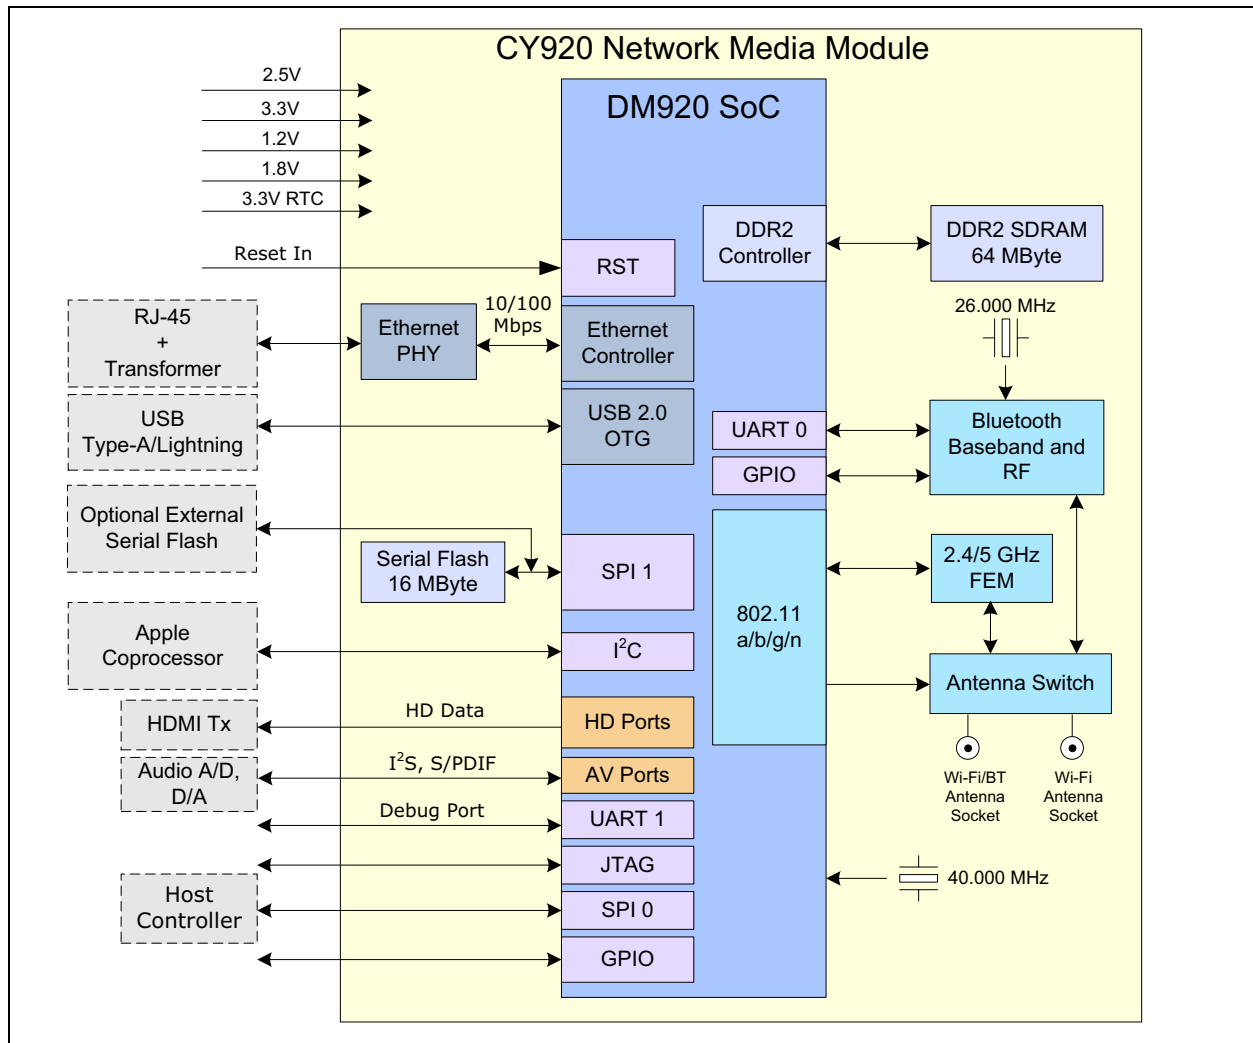 CY920 Network Media Module
DM920 SoC
2.5V
3.3V
1.2V
1.8V
3.3V RTC
Reset In
RST
DDR2
Controller
DDR2 SDRAM
64 MByte
26.000 MHz
RJ-45
+
Transformer
Ethernet
PHY
10/100
Mbps
Ethernet
Controller
USB
Type-A/Lightning
USB 2.0
OTG
UART 0
GPIO
Bluetooth
Baseband and
RF
Optional External
Serial Flash
Serial Flash
16 MByte
SPI 1
802.11
a/b/g/n
2.4/5 GHz
FEM
Apple
Coprocessor
I²C
Antenna Switch
HDMI Tx
HD Data
HD Ports
Audio A/D,
D/A
I²S, S/PDIF
AV Ports
Wi-Fi/BT
Antenna
Socket
Wi-Fi
Antenna
Socket
Debug Port
UART 1
JTAG
40.000 MHz
Host
Controller
SPI 0
GPIO